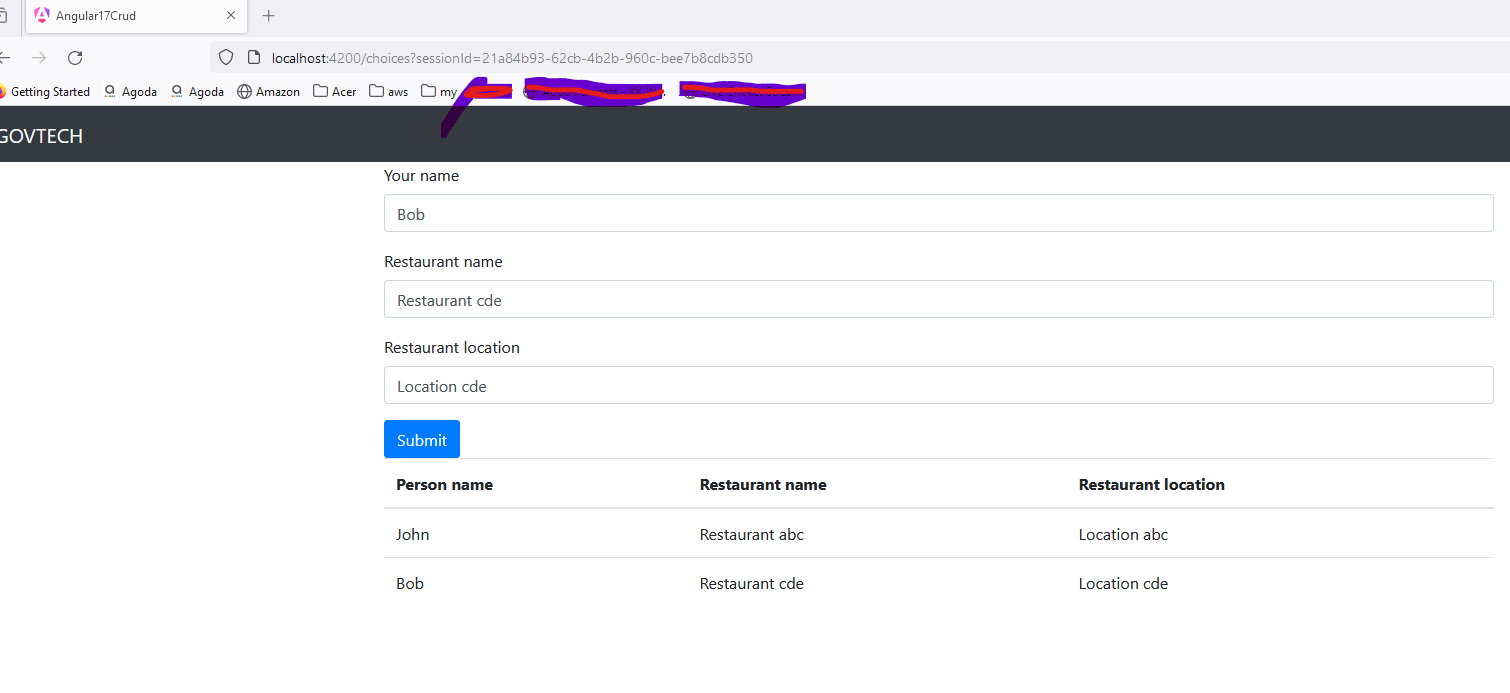 Angular17Crud
localhost:4200/choices?sessionId=21a84b93-62cb-4b2b-960c-bee7b8cdb350
Getting Started Agoda Agoda Amazon Acer aws my
GOVTECH
Your name
Bob
Restaurant name
Restaurant cde
Restaurant location
Location cde
Submit
Person name Restaurant name Restaurant location
John Restaurant abc Location abc
Bob Restaurant cde Location cde